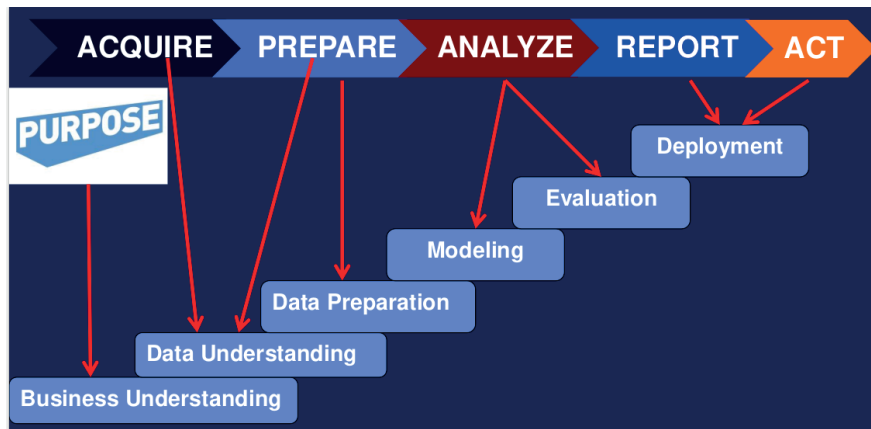 ACQUIRE
PREPARE
ANALYZE
REPORT
ACT
PURPOSE
Deployment
Evaluation
Modeling
Data Preparation
Data Understanding
Business Understanding